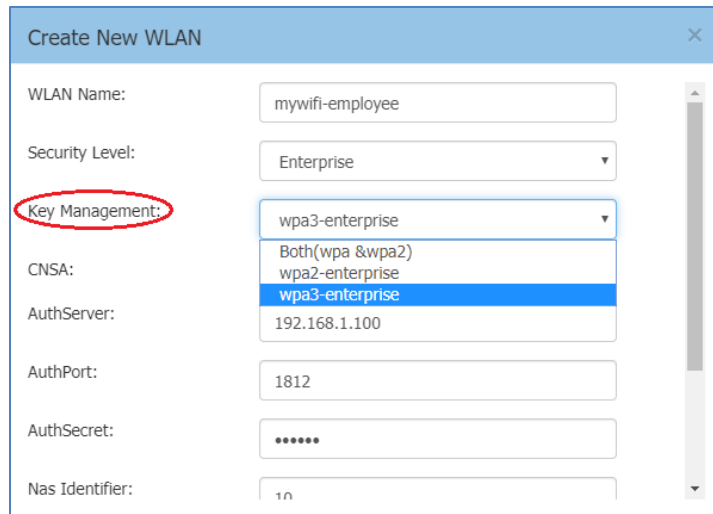 Create New WLAN
WLAN Name: mywifi-employee
Security Level: Enterprise
Key Management: wpa3-enterprise
Both(wpa &wpa2)
wpa2-enterprise
CNSA: wpa3-enterprise
AuthServer: 192.168.1.100
AuthPort: 1812
AuthSecret: ••••••
Nas Identifier: 10